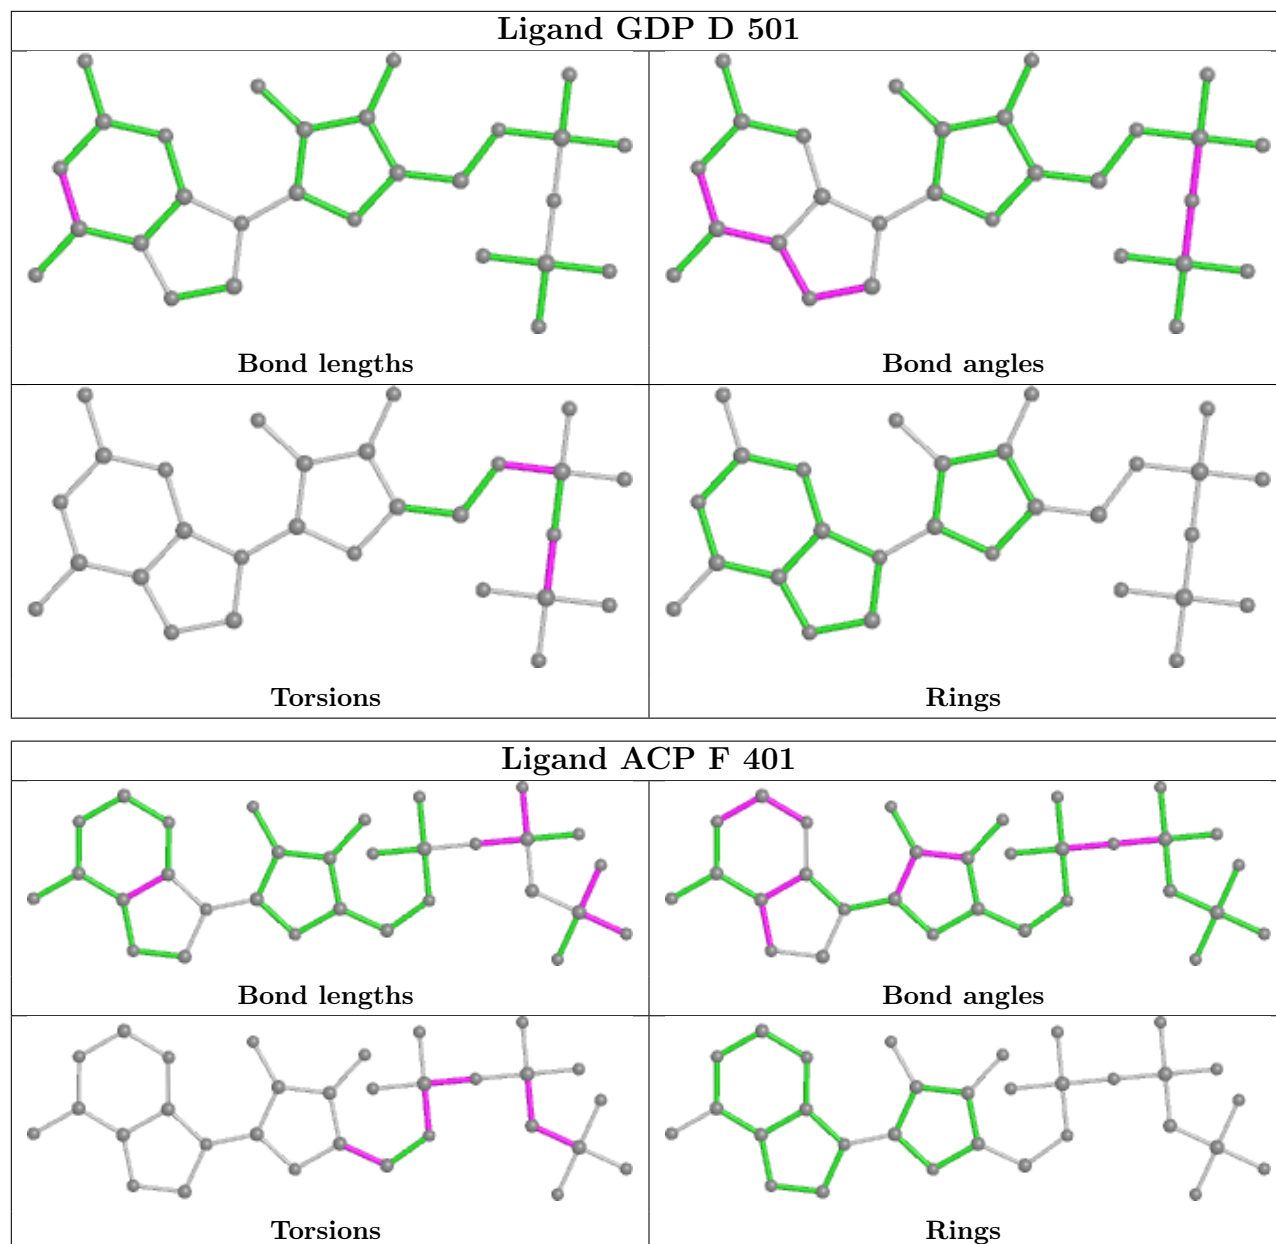 Ligand GDP D 501
Bond lengths
Bond angles
Torsions
Rings
Ligand ACP F 401
Bond lengths
Bond angles
Torsions
Rings